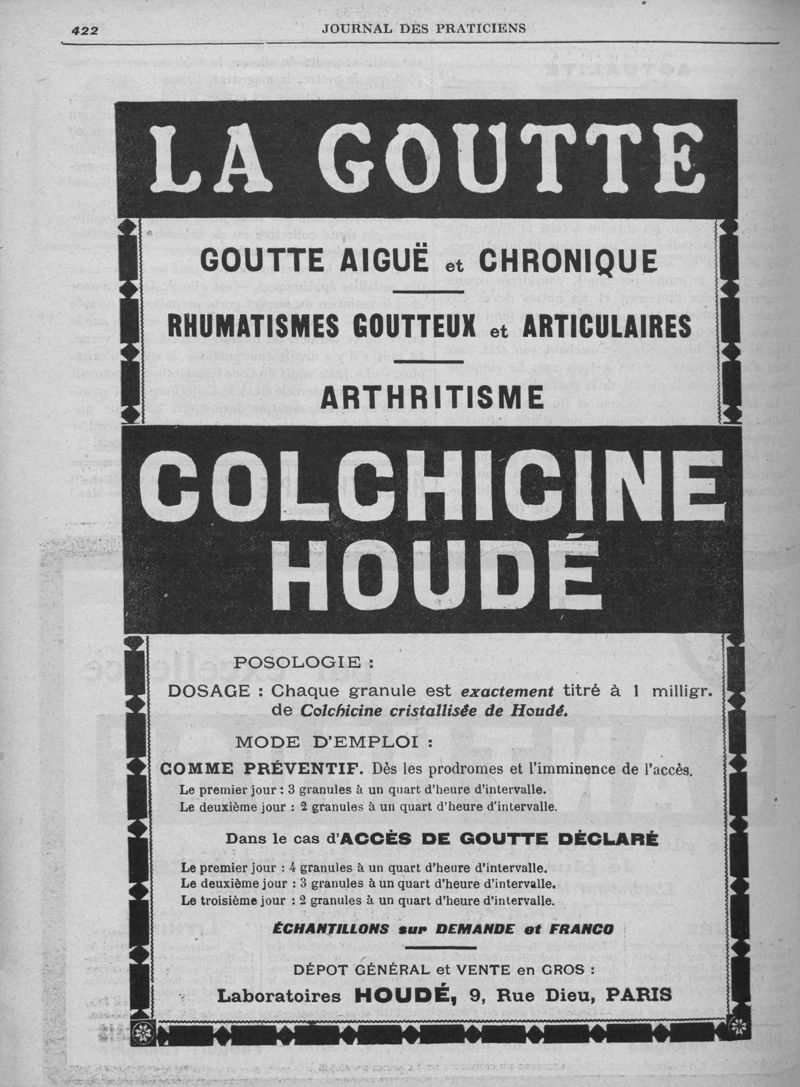 422
JOURNAL DES PRATICIENS
LA GOUTTE
GOUTTE AIGUË et CHRONIQUE
RHUMATISMES GOUTTEUX et ARTICULAIRES
ARTHRITISME
COLCHICINE
HOUDÉ
POSOLOGIE :
DOSAGE : Chaque granule est exactement titré à 1 milligr.
de Colchicine cristallisée de Houdé.
MODE D'EMPLOI :
COMME PRÉVENTIF. Dès les prodromes et l'imminence de l'accès.
Le premier jour : 3 granules à un quart d'heure d'intervalle.
Le deuxième jour : 2 granules à un quart d'heure d'intervalle.
Dans le cas d'ACCÈS DE GOUTTE DÉCLARÉ
Le premier jour : 4 granules à un quart d'heure d'intervalle.
Le deuxième jour : 3 granules à un quart d'heure d'intervalle.
Le troisième jour : 2 granules à un quart d'heure d'intervalle.
ÉCHANTILLONS sur DEMANDE et FRANCO
DÉPOT GÉNÉRAL et VENTE en GROS :
Laboratoires HOUDÉ, 9, Rue Dieu, PARIS